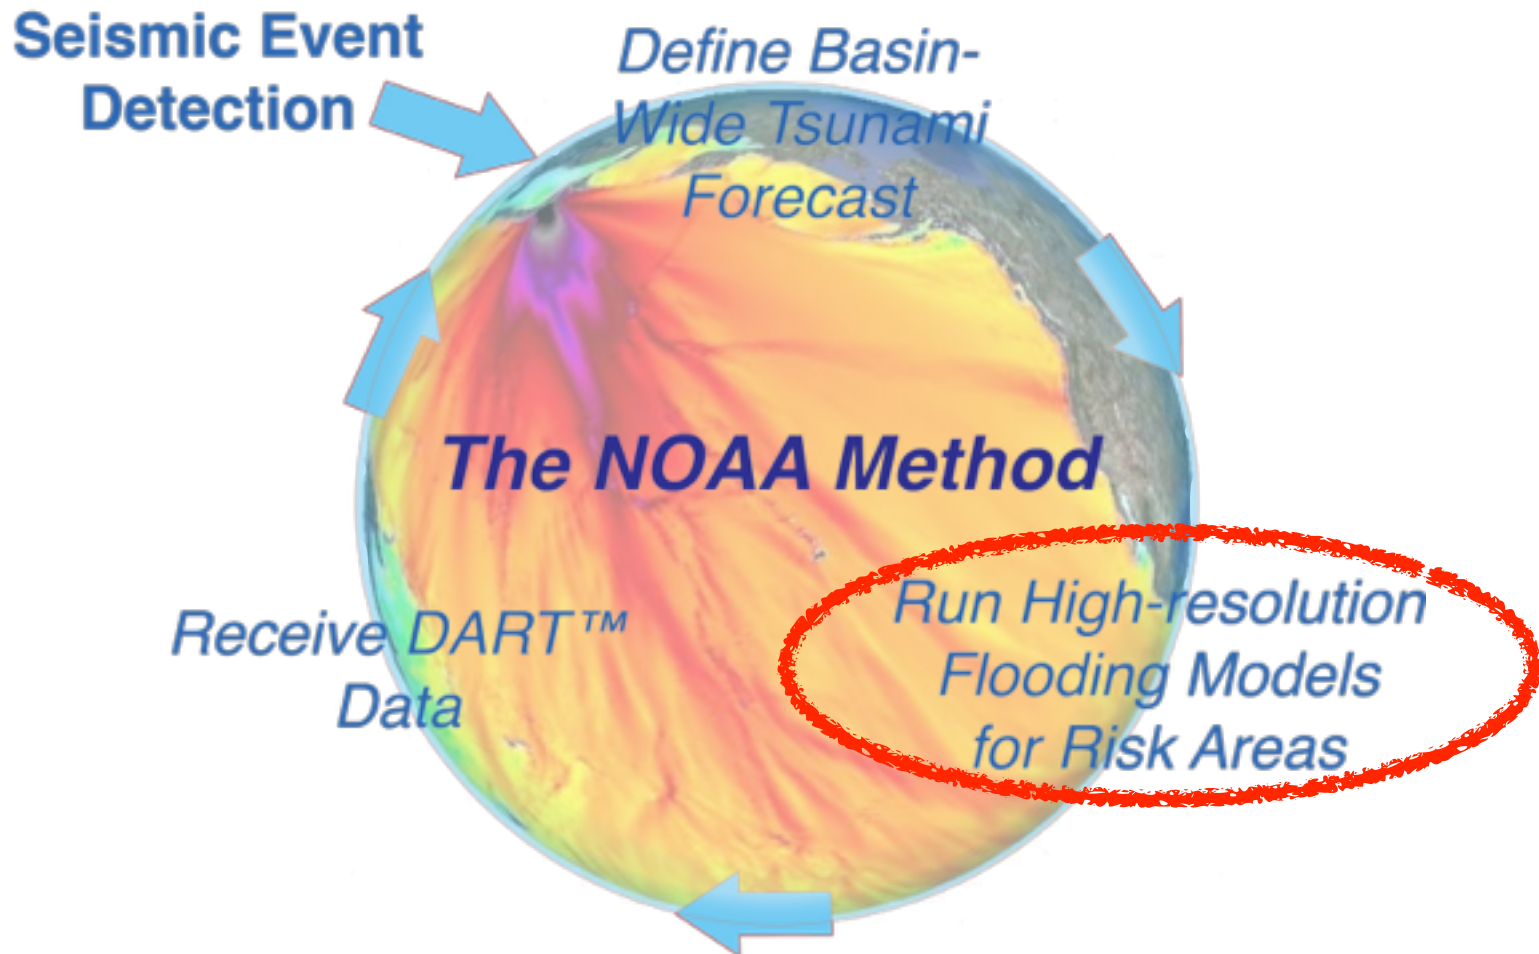 Seismic Event
Detection
Define Basin-
Wide Tsunami
Forecast
The NOAA Method
Run High-resolution
Flooding Models
for Risk Areas
Receive DART™
Data